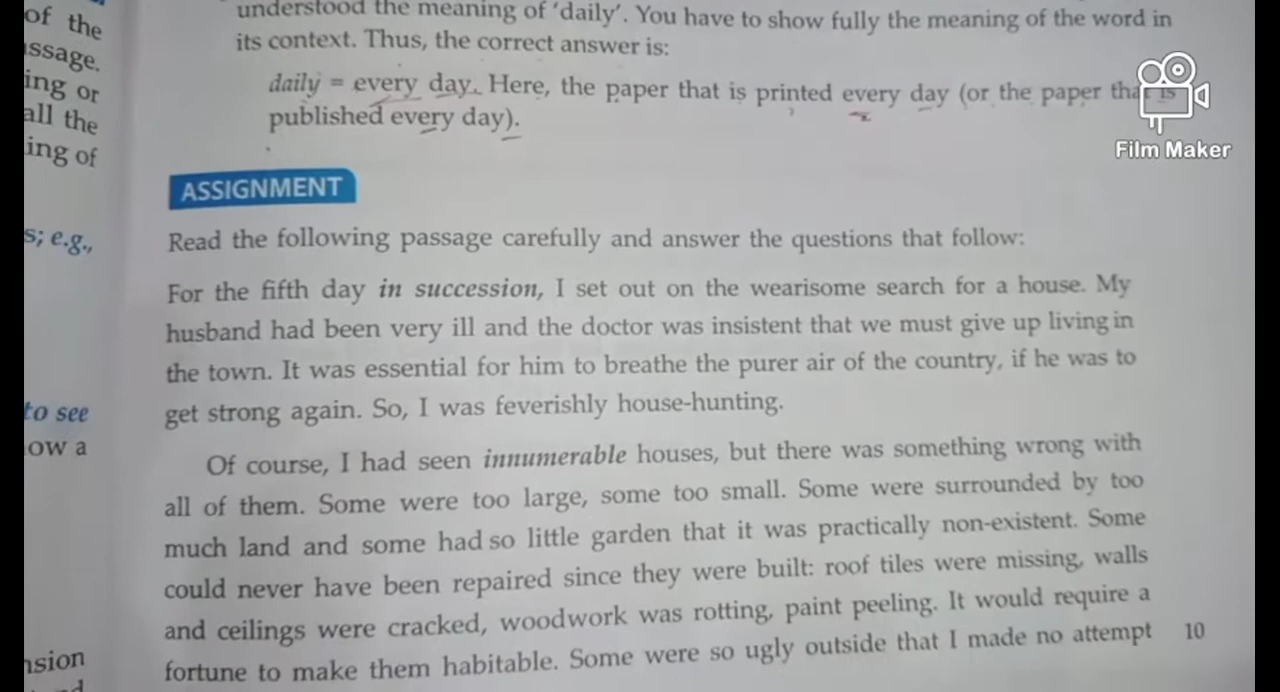 of the
ssage.
ing or
all the
ing of
s; e.g.,
to see
ow a
nsion
understood the meaning of 'daily'. You have to show fully the meaning of the word in
its context. Thus, the correct answer is:
daily = every day. Here, the paper that is printed every day (or the paper that is
published every day).
Film Maker
ASSIGNMENT
Read the following passage carefully and answer the questions that follow:
For the fifth day in succession, I set out on the wearisome search for a house. My
husband had been very ill and the doctor was insistent that we must give up living in
the town. It was essential for him to breathe the purer air of the country, if he was to
get strong again. So, I was feverishly house-hunting.
Of course, I had seen innumerable houses, but there was something wrong with
all of them. Some were too large, some too small. Some were surrounded by too
much land and some had so little garden that it was practically non-existent. Some
could never have been repaired since they were built: roof tiles were missing, walls
and ceilings were cracked, woodwork was rotting, paint peeling. It would require a
fortune to make them habitable. Some were so ugly outside that I made no attempt 10